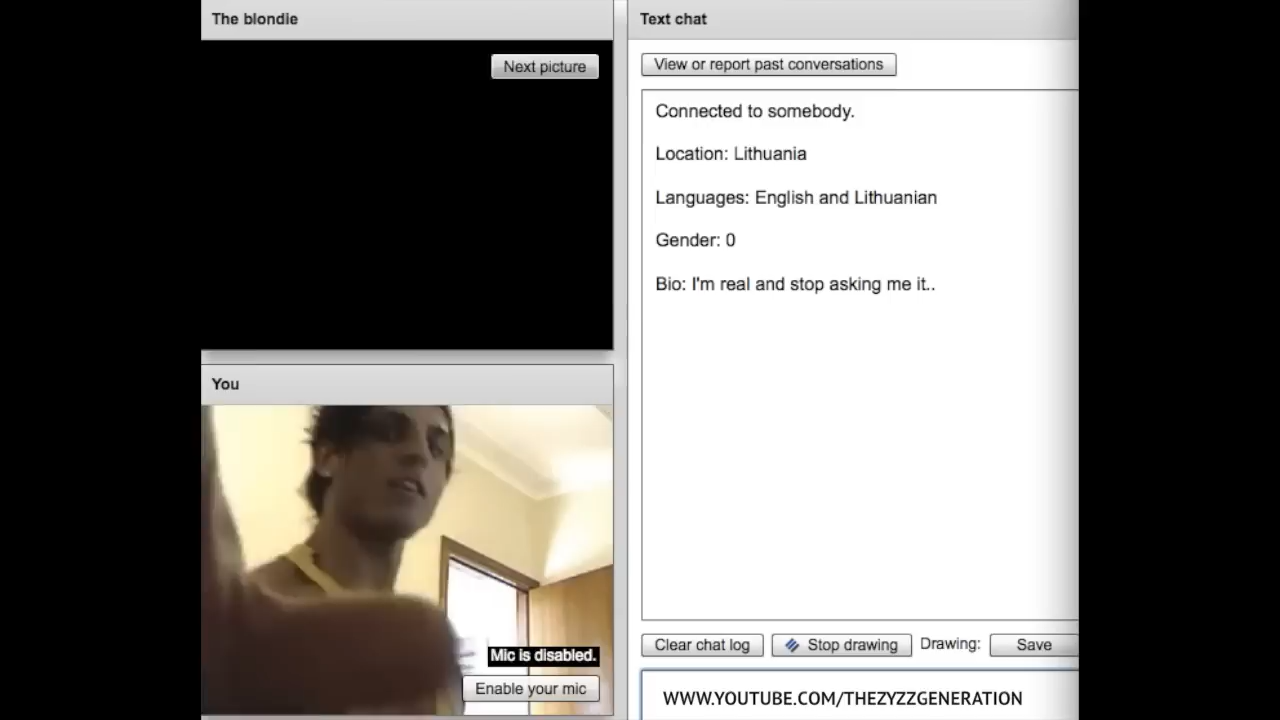 The blondie
Next picture
You
Mic is disabled.
Enable your mic
Text chat
View or report past conversations
Connected to somebody.
Location: Lithuania
Languages: English and Lithuanian
Gender: 0
Bio: I'm real and stop asking me it..
Clear chat log
Stop drawing
Drawing:
Save
WWW.YOUTUBE.COM/THEZYZZGENERATION